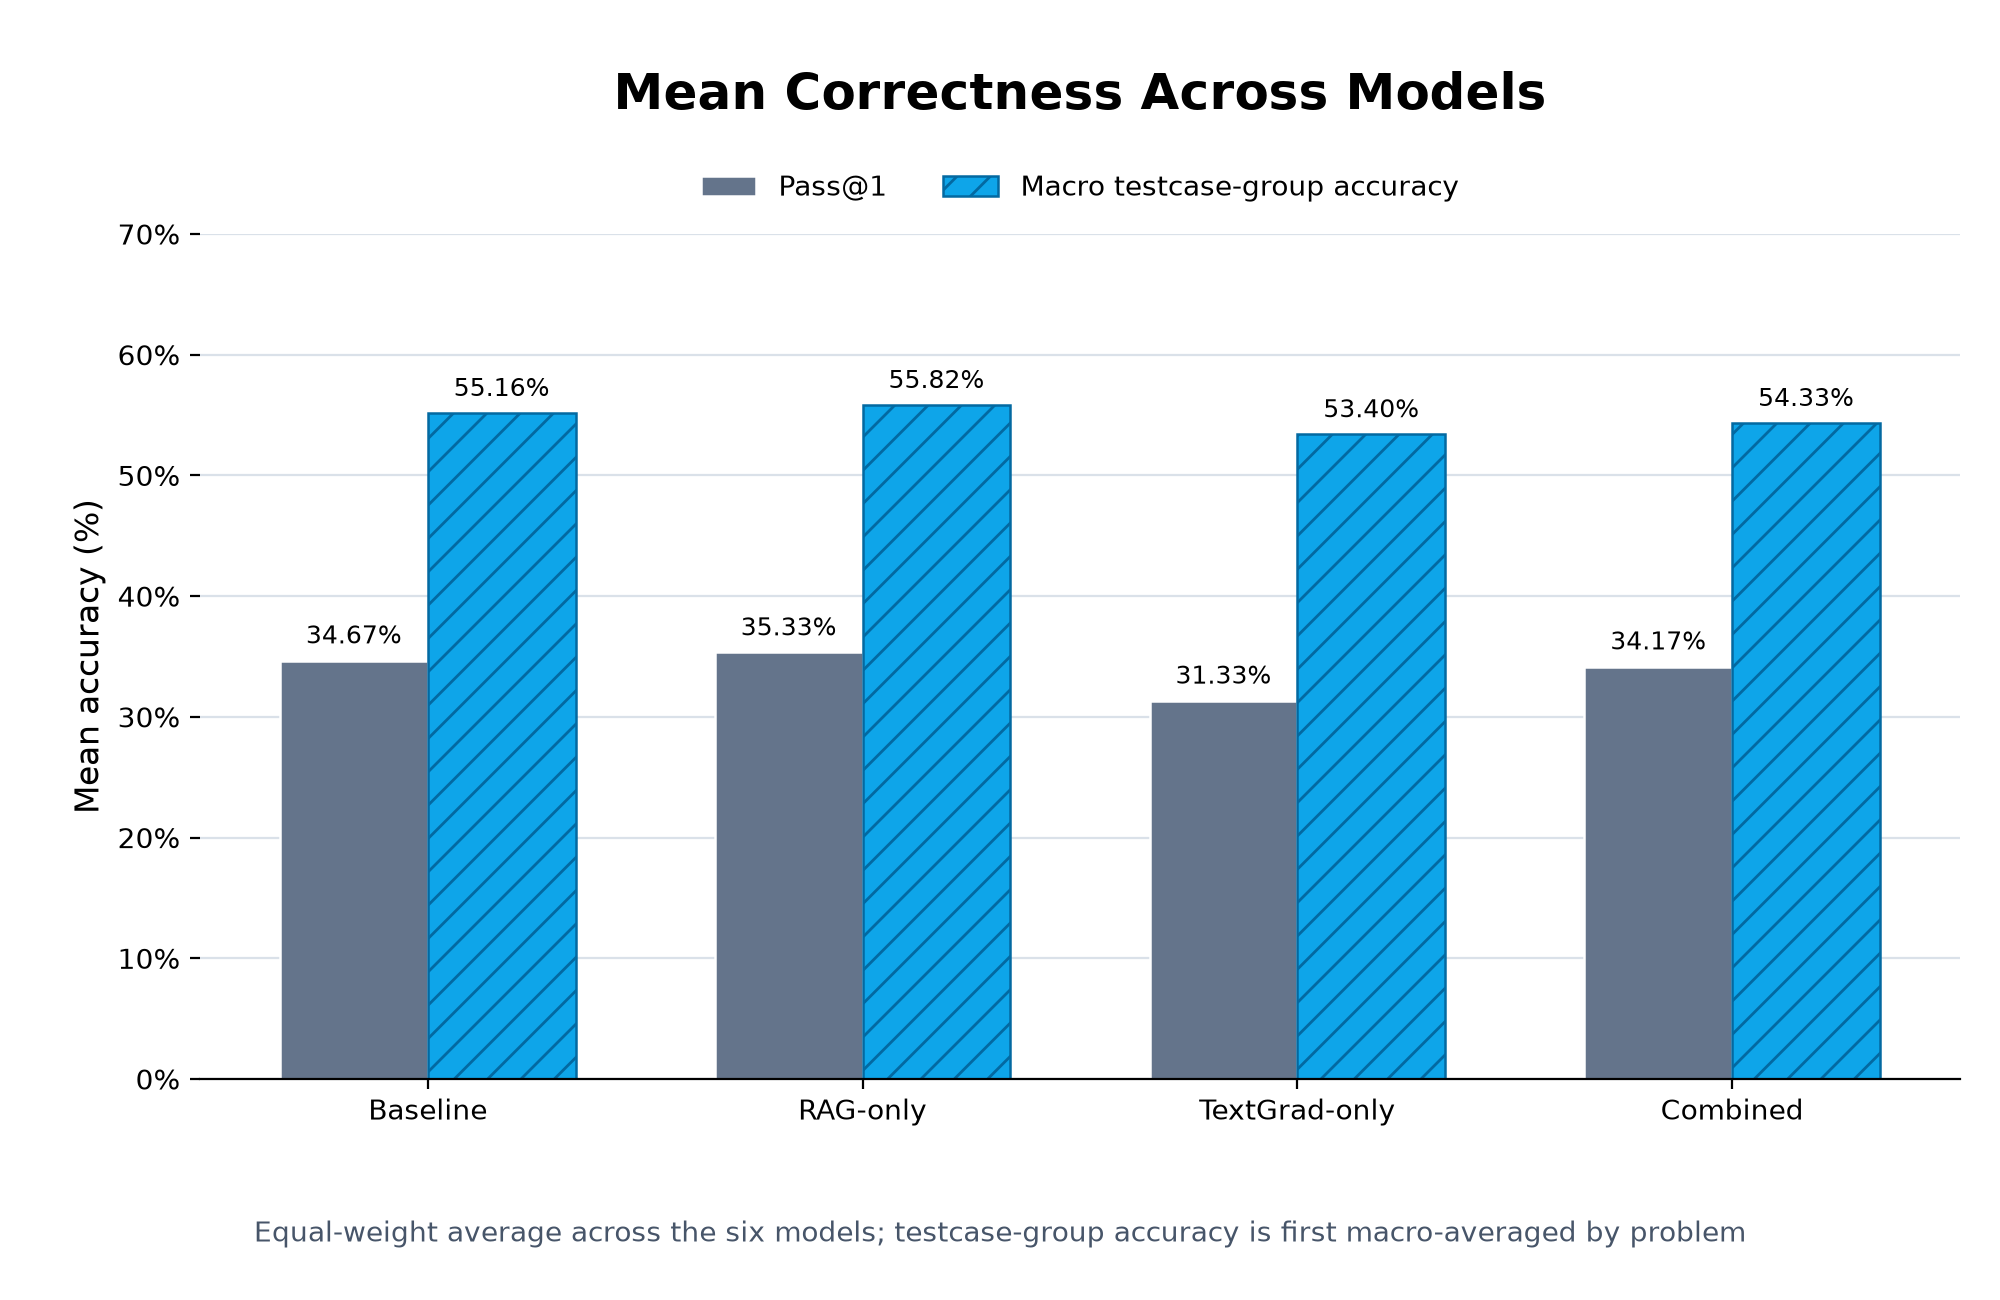 Mean Correctness Across Models
Pass@1 Macro testcase-group accuracy
Mean accuracy (%)
70%
60%
50%
40%
30%
20%
10%
0%
34.67% 55.16%
35.33% 55.82%
31.33% 53.40%
34.17% 54.33%
Baseline RAG-only TextGrad-only Combined
Equal-weight average across the six models; testcase-group accuracy is first macro-averaged by problem